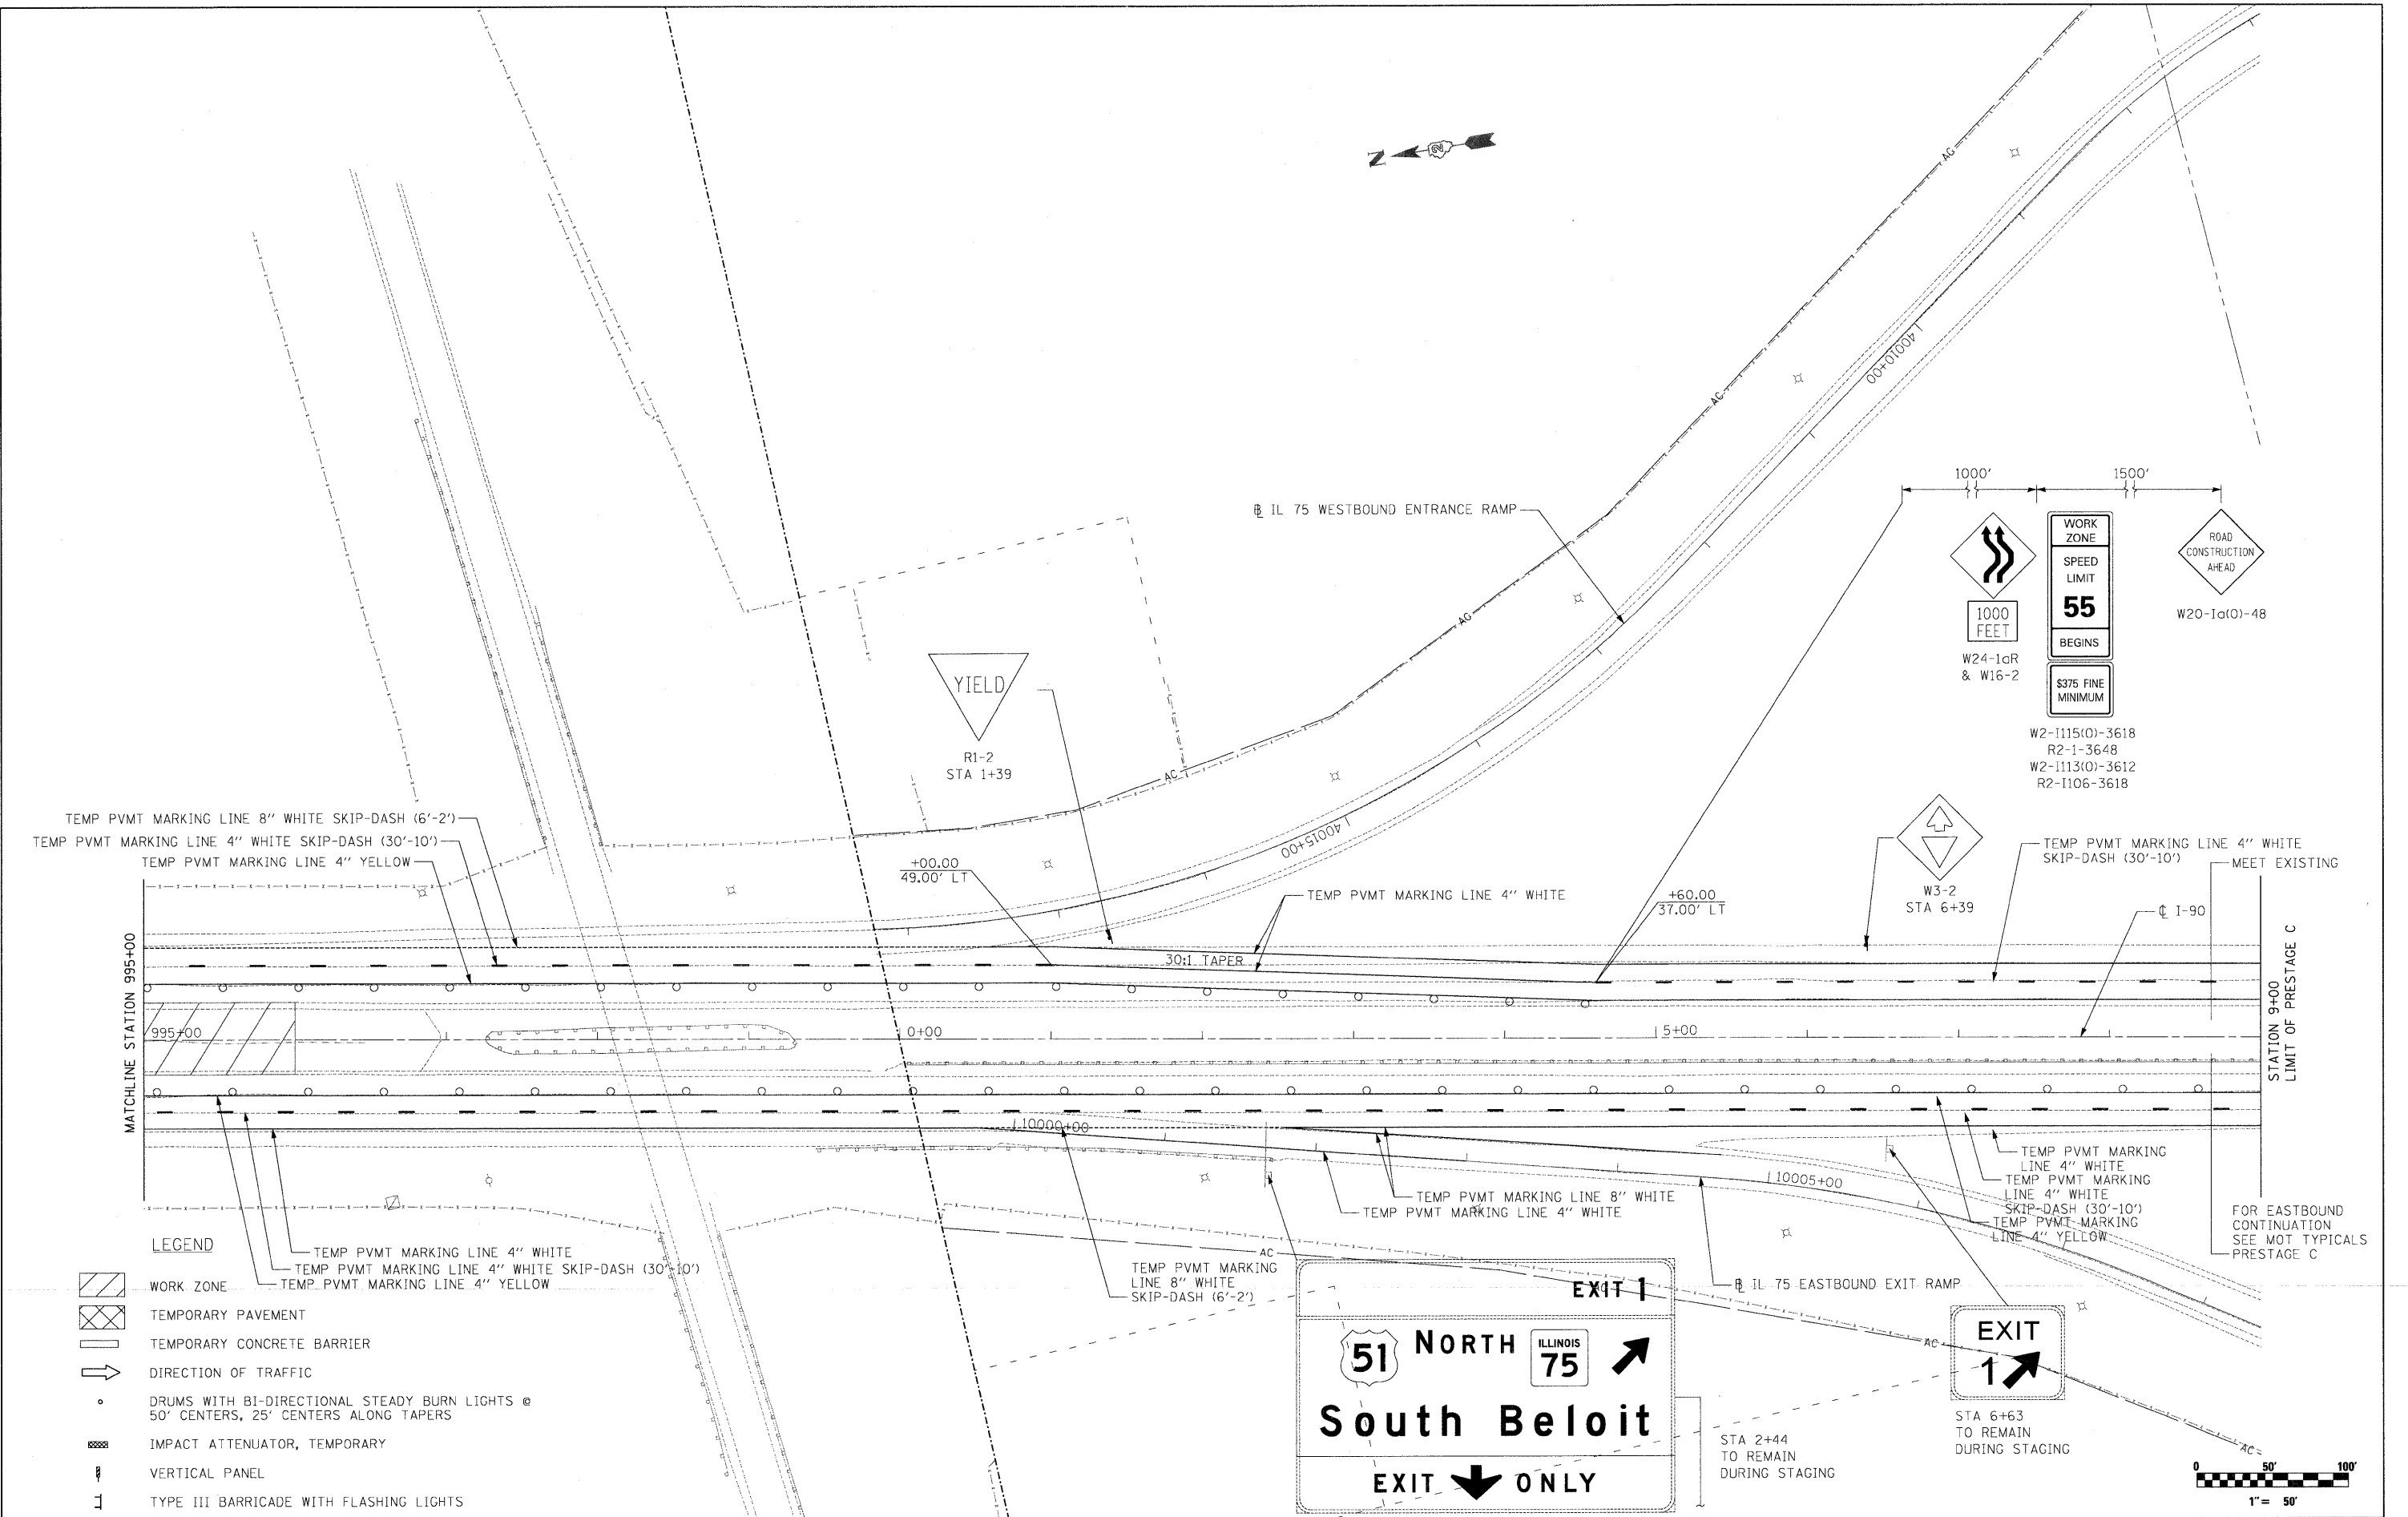 N
1000'
1500'
℄ IL 75 WESTBOUND ENTRANCE RAMP
40010+00
AC
AC
AC
AC
WORK
ZONE
SPEED
LIMIT
55
BEGINS
$375 FINE
MINIMUM
ROAD
CONSTRUCTION
AHEAD
W20-Ia(O)-48
1000
FEET
W24-1aR
& W16-2
W2-I115(O)-3618
R2-1-3648
W2-I113(O)-3612
R2-I106-3618
YIELD
R1-2
STA 1+39
TEMP PVMT MARKING LINE 8" WHITE SKIP-DASH (6'-2')
TEMP PVMT MARKING LINE 4" WHITE SKIP-DASH (30'-10')
TEMP PVMT MARKING LINE 4" YELLOW
+00.00
49.00' LT
40015+00
TEMP PVMT MARKING LINE 4" WHITE
+60.00
37.00' LT
W3-2
STA 6+39
TEMP PVMT MARKING LINE 4" WHITE
SKIP-DASH (30'-10')
MEET EXISTING
℄ I-90
30:1 TAPER
MATCHLINE STATION 995+00
995+00
0+00
5+00
STATION 9+00
LIMIT OF PRESTAGE C
10000+00
10005+00
TEMP PVMT MARKING LINE 8" WHITE
TEMP PVMT MARKING LINE 4" WHITE
TEMP PVMT MARKING
LINE 4" WHITE
TEMP PVMT MARKING
LINE 4" WHITE
SKIP-DASH (30'-10')
TEMP PVMT MARKING
LINE 4" YELLOW
FOR EASTBOUND
CONTINUATION
SEE MOT TYPICALS
PRESTAGE C
TEMP PVMT MARKING LINE 4" WHITE
TEMP PVMT MARKING LINE 4" WHITE SKIP-DASH (30'-10')
TEMP PVMT MARKING LINE 4" YELLOW
TEMP PVMT MARKING
LINE 8" WHITE
SKIP-DASH (6'-2')
AC
AC
AC
AC
℄ IL 75 EASTBOUND EXIT RAMP
EXIT 1
51 NORTH ILLINOIS 75
South Beloit
EXIT ONLY
STA 2+44
TO REMAIN
DURING STAGING
EXIT
1
STA 6+63
TO REMAIN
DURING STAGING
LEGEND
WORK ZONE
TEMPORARY PAVEMENT
TEMPORARY CONCRETE BARRIER
DIRECTION OF TRAFFIC
DRUMS WITH BI-DIRECTIONAL STEADY BURN LIGHTS @
50' CENTERS, 25' CENTERS ALONG TAPERS
IMPACT ATTENUATOR, TEMPORARY
VERTICAL PANEL
TYPE III BARRICADE WITH FLASHING LIGHTS
0 50' 100'
1" = 50'